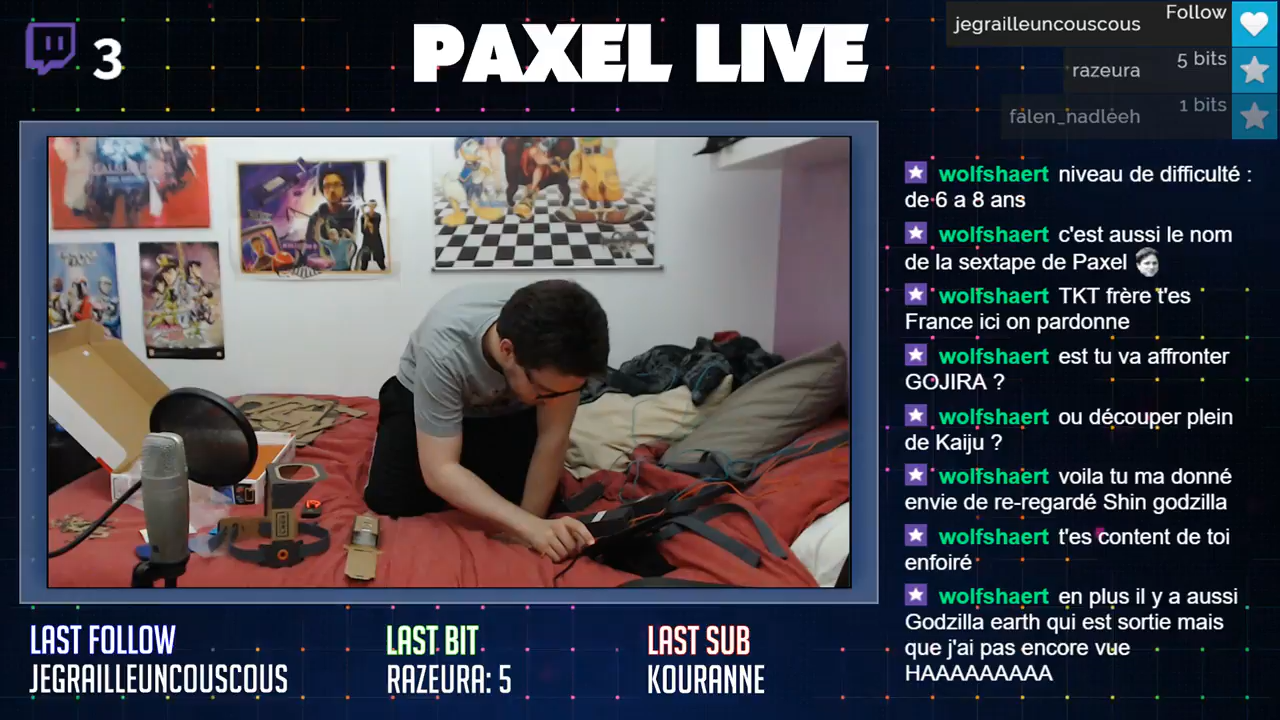 3
PAXEL LIVE
jegrailleuncouscous Follow
razeura 5 bits
fálen_nadlèeh 1 bits
wolfshaert niveau de difficulté :
de 6 a 8 ans
wolfshaert c'est aussi le nom
de la sextape de Paxel
wolfshaert TKT frère t'es
France ici on pardonne
wolfshaert est tu va affronter
GOJIRA ?
wolfshaert ou découper plein
de Kaiju ?
wolfshaert voila tu ma donné
envie de re-regardé Shin godzilla
wolfshaert t'es content de toi
enfoiré
wolfshaert en plus il y a aussi
Godzilla earth qui est sortie mais
que j'ai pas encore vue
HAAAAAAAAA
LAST FOLLOW
JEGRAILLEUNCOUSCOUS
LAST BIT
RAZEURA: 5
LAST SUB
KOURANNE